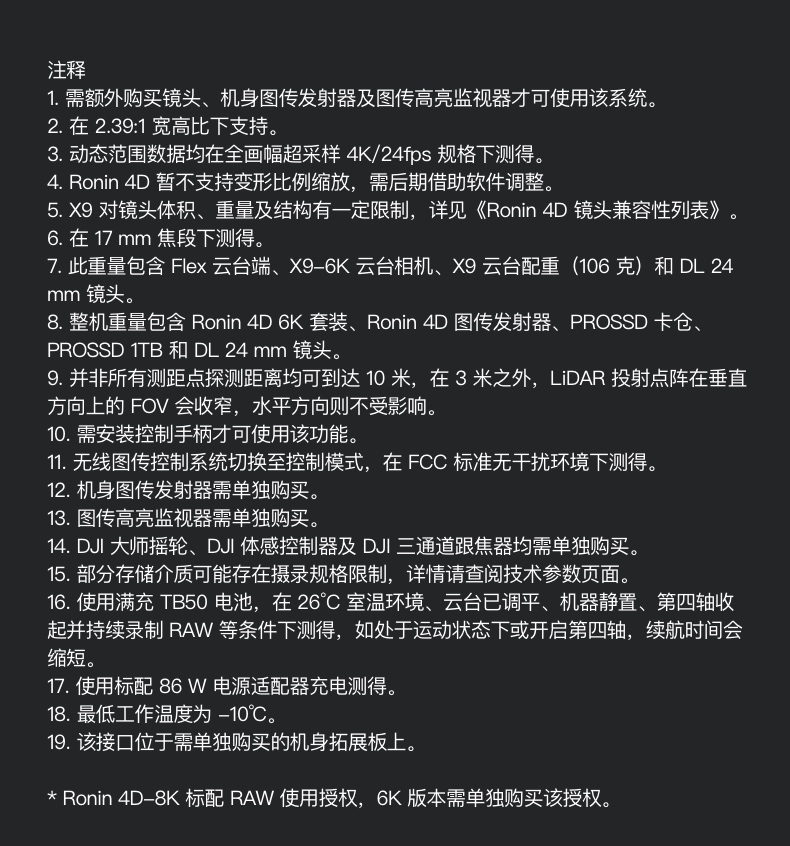 注释
1. 需额外购买镜头、机身图传发射器及图传高亮监视器才可使用该系统。
2. 在 2.39:1 宽高比下支持。
3. 动态范围数据均在全画幅超采样 4K/24fps 规格下测得。
4. Ronin 4D 暂不支持变形比例缩放，需后期借助软件调整。
5. X9 对镜头体积、重量及结构有一定限制，详见《Ronin 4D 镜头兼容性列表》。
6. 在 17 mm 焦段下测得。
7. 此重量包含 Flex 云台端、X9-6K 云台相机、X9 云台配重（106 克）和 DL 24
mm 镜头。
8. 整机重量包含 Ronin 4D 6K 套装、Ronin 4D 图传发射器、PROSSD 卡仓、
PROSSD 1TB 和 DL 24 mm 镜头。
9. 并非所有测距点探测距离均可到达 10 米，在 3 米之外，LiDAR 投射点阵在垂直
方向上的 FOV 会收窄，水平方向则不受影响。
10. 需安装控制手柄才可使用该功能。
11. 无线图传控制系统切换至控制模式，在 FCC 标准无干扰环境下测得。
12. 机身图传发射器需单独购买。
13. 图传高亮监视器需单独购买。
14. DJI 大师摇轮、DJI 体感控制器及 DJI 三通道跟焦器均需单独购买。
15. 部分存储介质可能存在摄录规格限制，详情请查阅技术参数页面。
16. 使用满充 TB50 电池，在 26℃ 室温环境、云台已调平、机器静置、第四轴收
起并持续录制 RAW 等条件下测得，如处于运动状态下或开启第四轴，续航时间会
缩短。
17. 使用标配 86 W 电源适配器充电测得。
18. 最低工作温度为 -10℃。
19. 该接口位于需单独购买的机身拓展板上。
* Ronin 4D-8K 标配 RAW 使用授权，6K 版本需单独购买该授权。